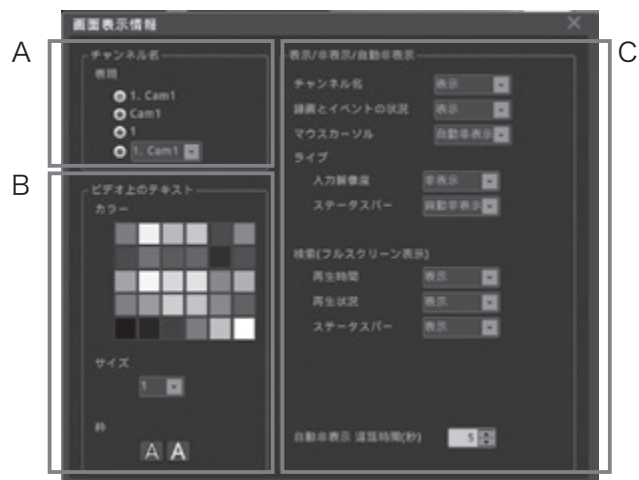 画面表示情報
A
チャンネル名
表間
1. Cam1
Cam1
1
1. Cam1
B
ビデオ上のテキスト
カラー
サイズ
1
枠
A A
C
表示/非表示/自動非表示
チャンネル名 表示
録画とイベントの状況 表示
マウスカーソル 自動非表示
ライブ
入力解像度 非表示
ステータスバー 自動非表示
検索(フルスクリーン表示)
再生時間 表示
再生状況 表示
ステータスバー 表示
自動非表示 遅延時間(秒) 5